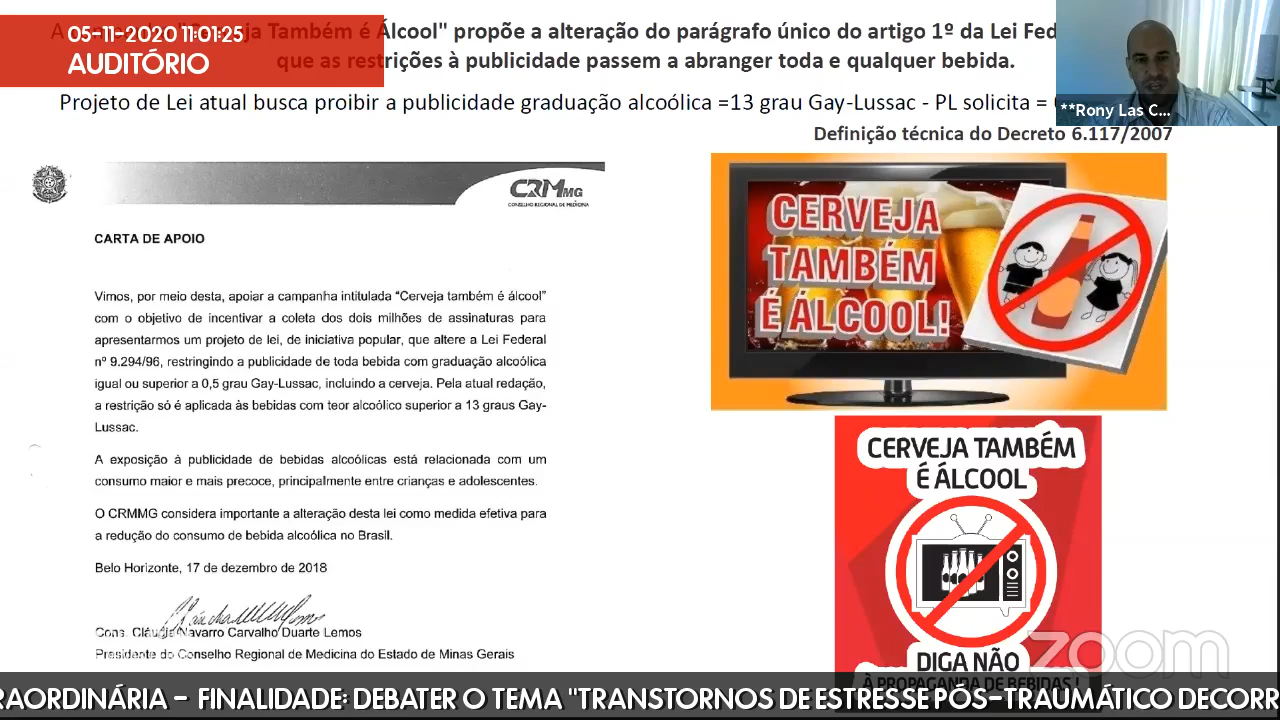 05-11-2020 11:01:25
AUDITÓRIO
Também é Álcool" propõe a alteração do parágrafo único do artigo 1º da Lei
que as restrições à publicidade passem a abranger toda e qualquer bebida.
Projeto de Lei atual busca proibir a publicidade graduação alcoólica =13 grau Gay-Lussac - PL solicita =
**Rony Las C...
Definição técnica do Decreto 6.117/2007
CRMMG
CONSELHO REGIONAL DE MEDICINA
CARTA DE APOIO
Vimos, por meio desta, apoiar a campanha intitulada "Cerveja também é álcool"
com o objetivo de incentivar a coleta dos dois milhões de assinaturas para
apresentarmos um projeto de lei, de iniciativa popular, que altere a Lei Federal
nº 9.294/96, restringindo a publicidade de toda bebida com graduação alcoólica
igual ou superior a 0,5 grau Gay-Lussac, incluindo a cerveja. Pela atual redação,
a restrição só é aplicada às bebidas com teor alcoólico superior a 13 graus Gay-
Lussac.
A exposição à publicidade de bebidas alcoólicas está relacionada com um
consumo maior e mais precoce, principalmente entre crianças e adolescentes.
O CRMMG considera importante a alteração desta lei como medida efetiva para
a redução do consumo de bebida alcoólica no Brasil.
Belo Horizonte, 17 de dezembro de 2018
Cons. Cláudia Navarro Carvalho Duarte Lemos
Presidente do Conselho Regional de Medicina do Estado de Minas Gerais
CERVEJA
TAMBÉM
É ÁLCOOL!
CERVEJA TAMBÉM
É ÁLCOOL
DIGA NÃO
À PROPAGANDA DE BEBIDAS!
zoom
RAORDINÁRIA - FINALIDADE: DEBATER O TEMA "TRANSTORNOS DE ESTRESSE PÓS-TRAUMÁTICO DECORR